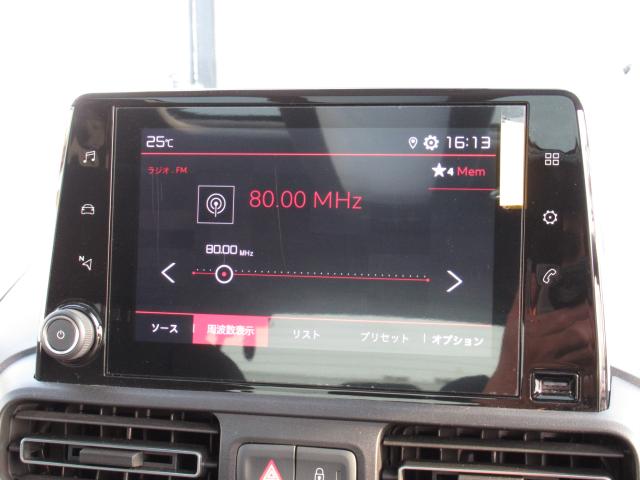 25℃
16:13
ラジオ - FM
★4 Mem
80.00 MHz
80.00 MHz
N
ソース
周波数表示
リスト
プリセット
オプション